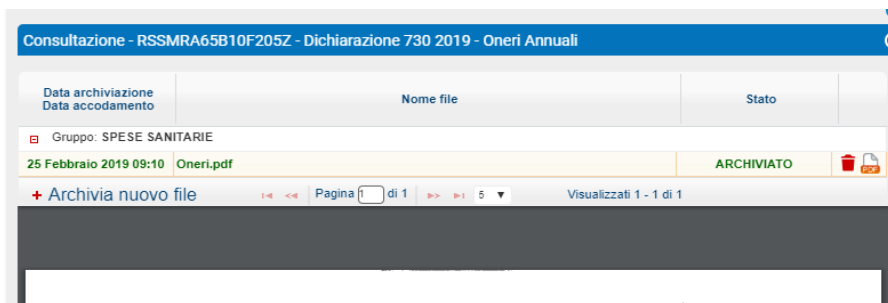 Consultazione - RSSMRA65B10F205Z - Dichiarazione 730 2019 - Oneri Annuali
Data archiviazione
Data accodamento
Nome file
Stato
Gruppo: SPESE SANITARIE
25 Febbraio 2019 09:10 Oneri.pdf ARCHIVIATO PDF
+ Archivia nuovo file Pagina 1 di 1 5 Visualizzati 1 - 1 di 1